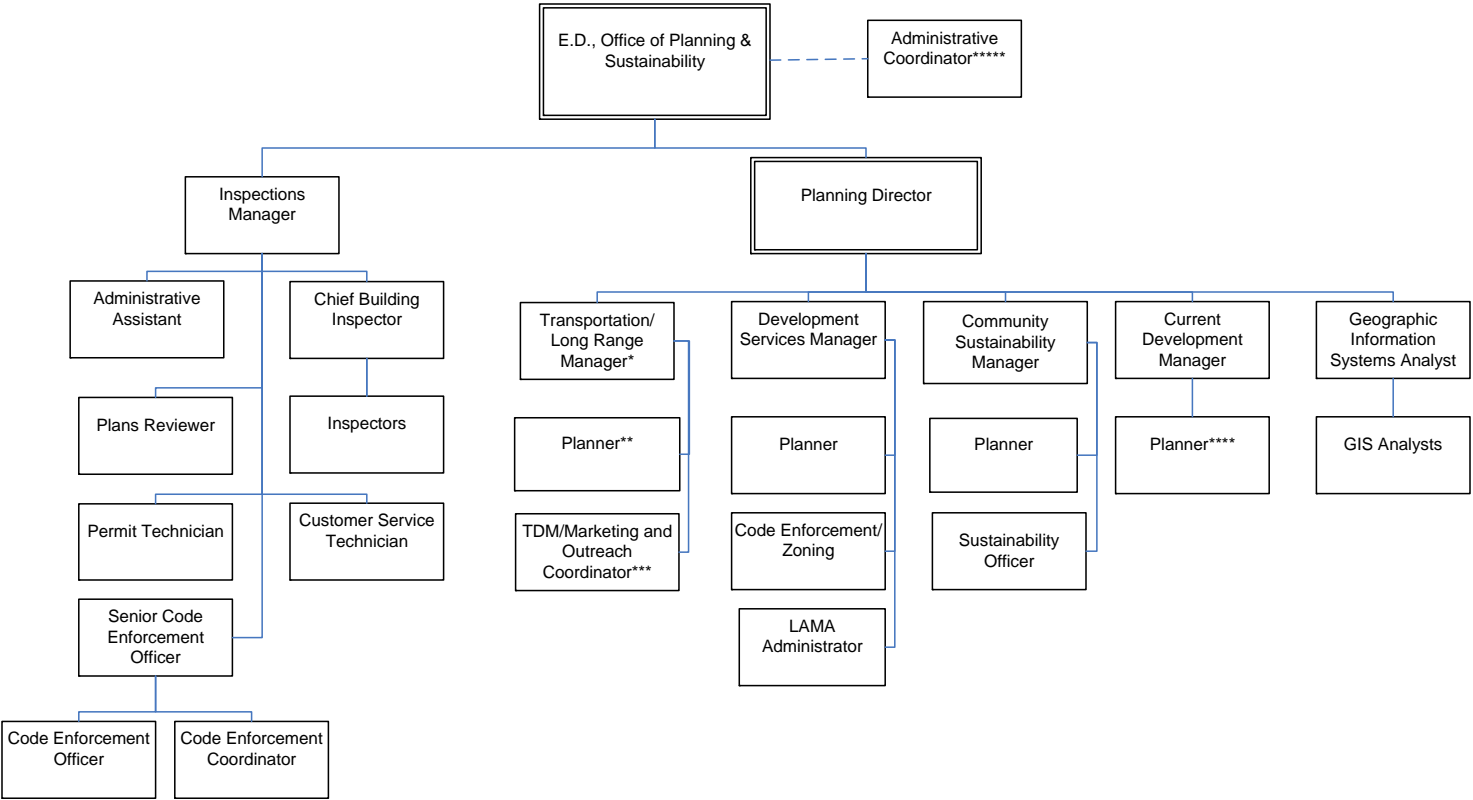 E.D., Office of Planning &
Sustainability
Administrative
Coordinator*****
Inspections
Manager
Planning Director
Administrative
Assistant
Chief Building
Inspector
Transportation/
Long Range
Manager*
Development
Services Manager
Community
Sustainability
Manager
Current
Development
Manager
Geographic
Information
Systems Analyst
Plans Reviewer
Inspectors
Planner**
Planner
Planner
Planner****
GIS Analysts
Permit Technician
Customer Service
Technician
TDM/Marketing and
Outreach
Coordinator***
Code Enforcement/
Zoning
Sustainability
Officer
Senior Code
Enforcement
Officer
LAMA
Administrator
Code Enforcement
Officer
Code Enforcement
Coordinator